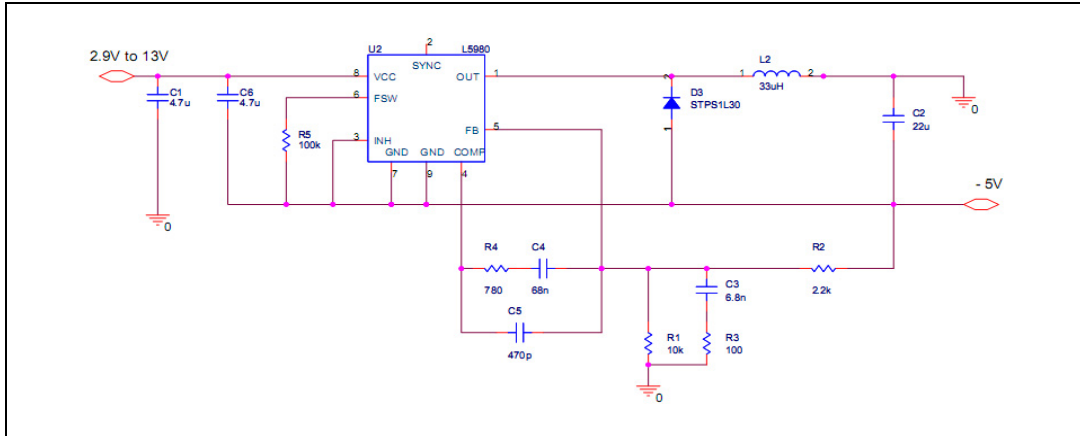 2.9V to 13V
U2
L5980
2
SYNC
8
VCC
OUT
1
6
FSW
FB
5
3
INH
GND
GND
COMP
7
9
4
C1
4.7u
C6
4.7u
R5
100k
0
2
D3
STPS1L30
1
L2
1
2
33uH
0
C2
22u
- 5V
R4
780
C4
68n
C5
470p
R2
2.2k
C3
6.8n
R1
10k
R3
100
0